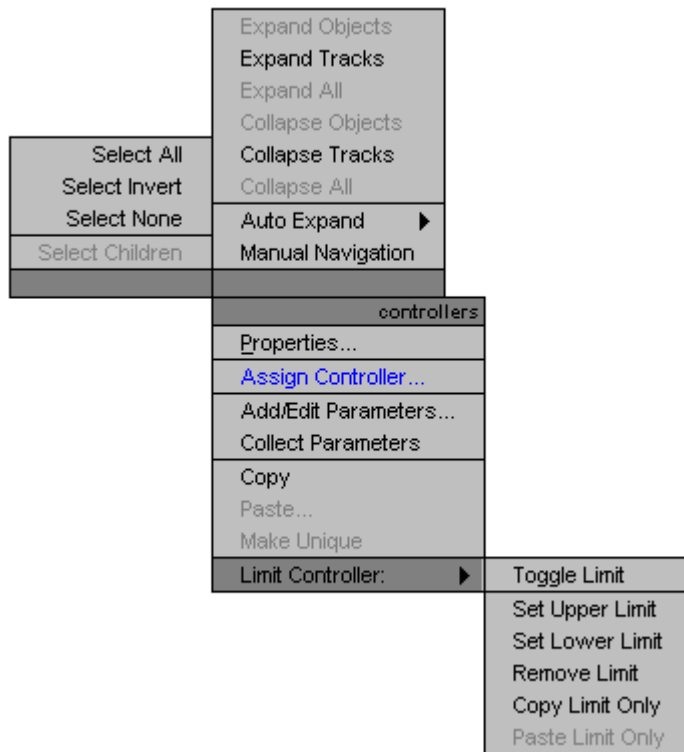 Expand Objects
Expand Tracks
Expand All
Collapse Objects
Collapse Tracks
Collapse All
Auto Expand
Manual Navigation
Select All
Select Invert
Select None
Select Children
controllers
Properties...
Assign Controller...
Add/Edit Parameters...
Collect Parameters
Copy
Paste...
Make Unique
Limit Controller:
Toggle Limit
Set Upper Limit
Set Lower Limit
Remove Limit
Copy Limit Only
Paste Limit Only